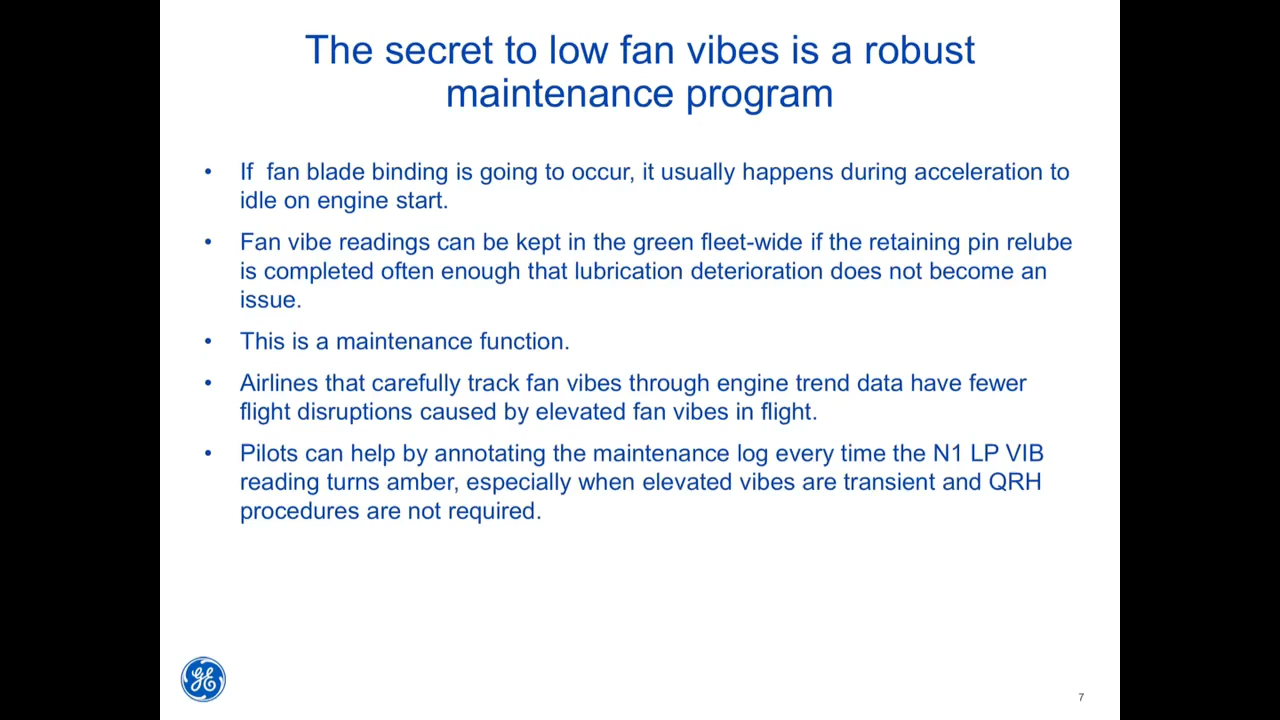 The secret to low fan vibes is a robust
maintenance program
• If  fan blade binding is going to occur, it usually happens during acceleration to
idle on engine start.
• Fan vibe readings can be kept in the green fleet-wide if the retaining pin relube
is completed often enough that lubrication deterioration does not become an
issue.
• This is a maintenance function.
• Airlines that carefully track fan vibes through engine trend data have fewer
flight disruptions caused by elevated fan vibes in flight.
• Pilots can help by annotating the maintenance log every time the N1 LP VIB
reading turns amber, especially when elevated vibes are transient and QRH
procedures are not required.
GE
7